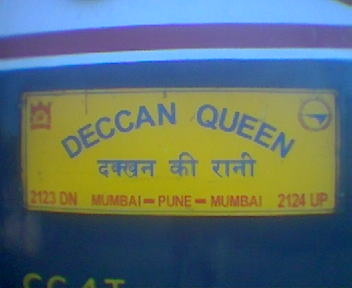 DECCAN QUEEN
दक्खन की रानी
2123 DN MUMBAI - PUNE - MUMBAI 2124 UP